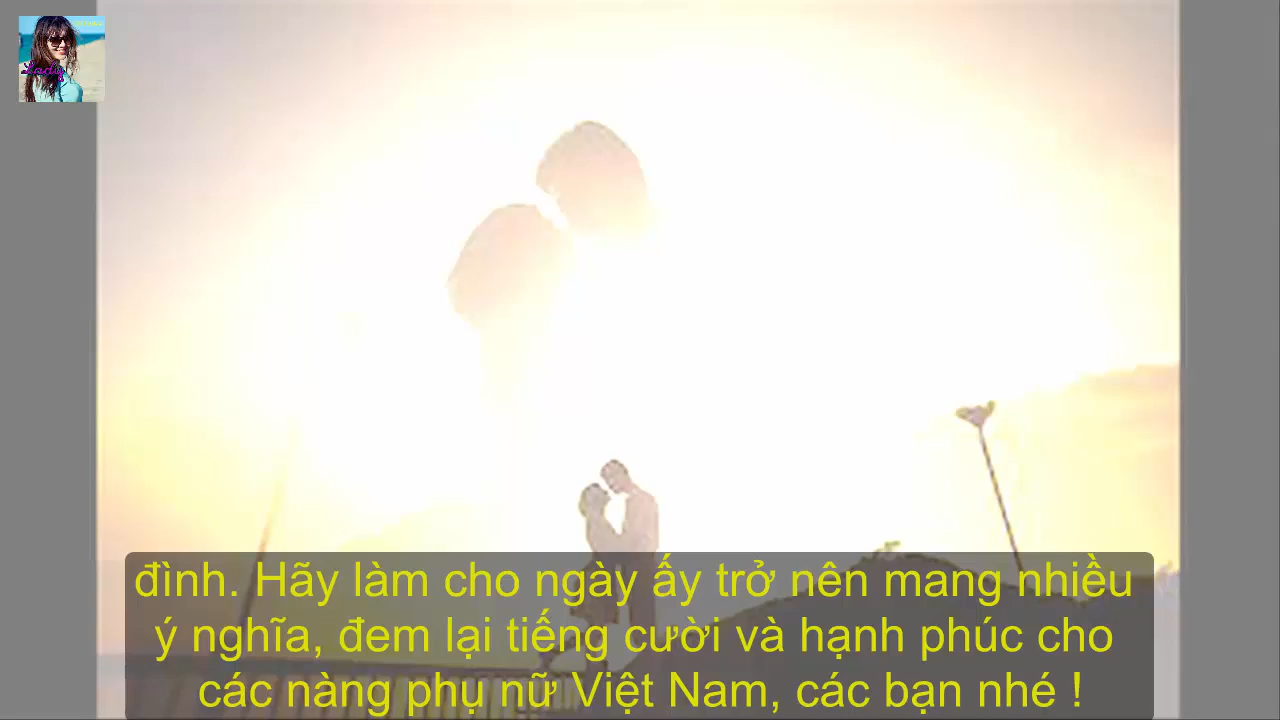 Lady
đình. Hãy làm cho ngày ấy trở nên mang nhiều
ý nghĩa, đem lại tiếng cười và hạnh phúc cho
các nàng phụ nữ Việt Nam, các bạn nhé !